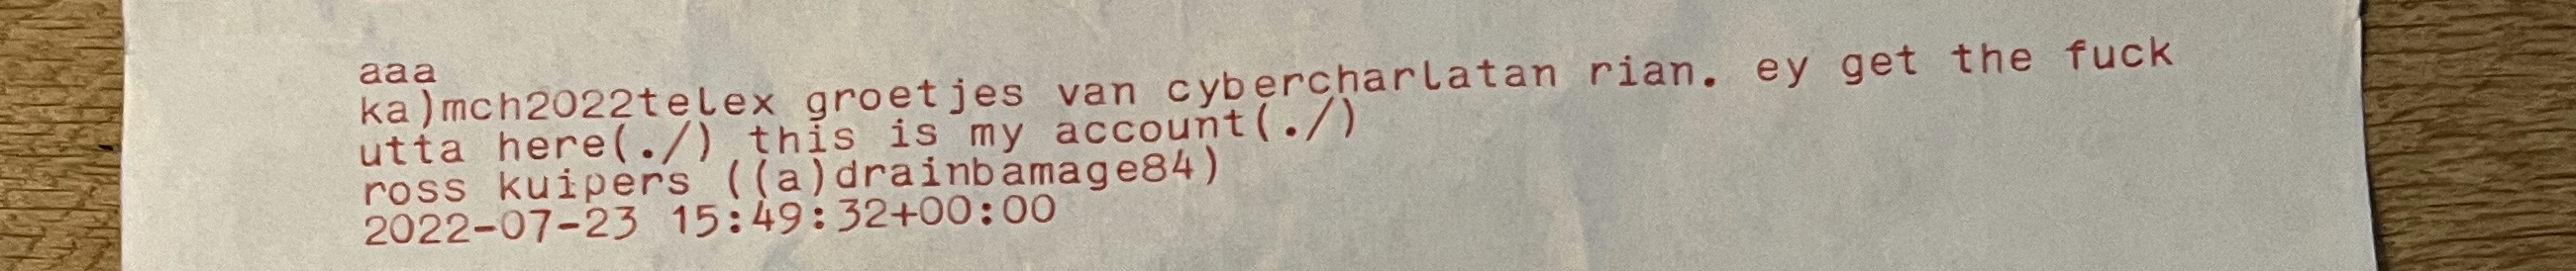 aaa
ka)mch2022telex groetjes van cybercharlatan rian. ey get the fuck
utta here(./) this is my account(./)
ross kuipers ((a)drainbamage84)
2022-07-23 15:49:32+00:00